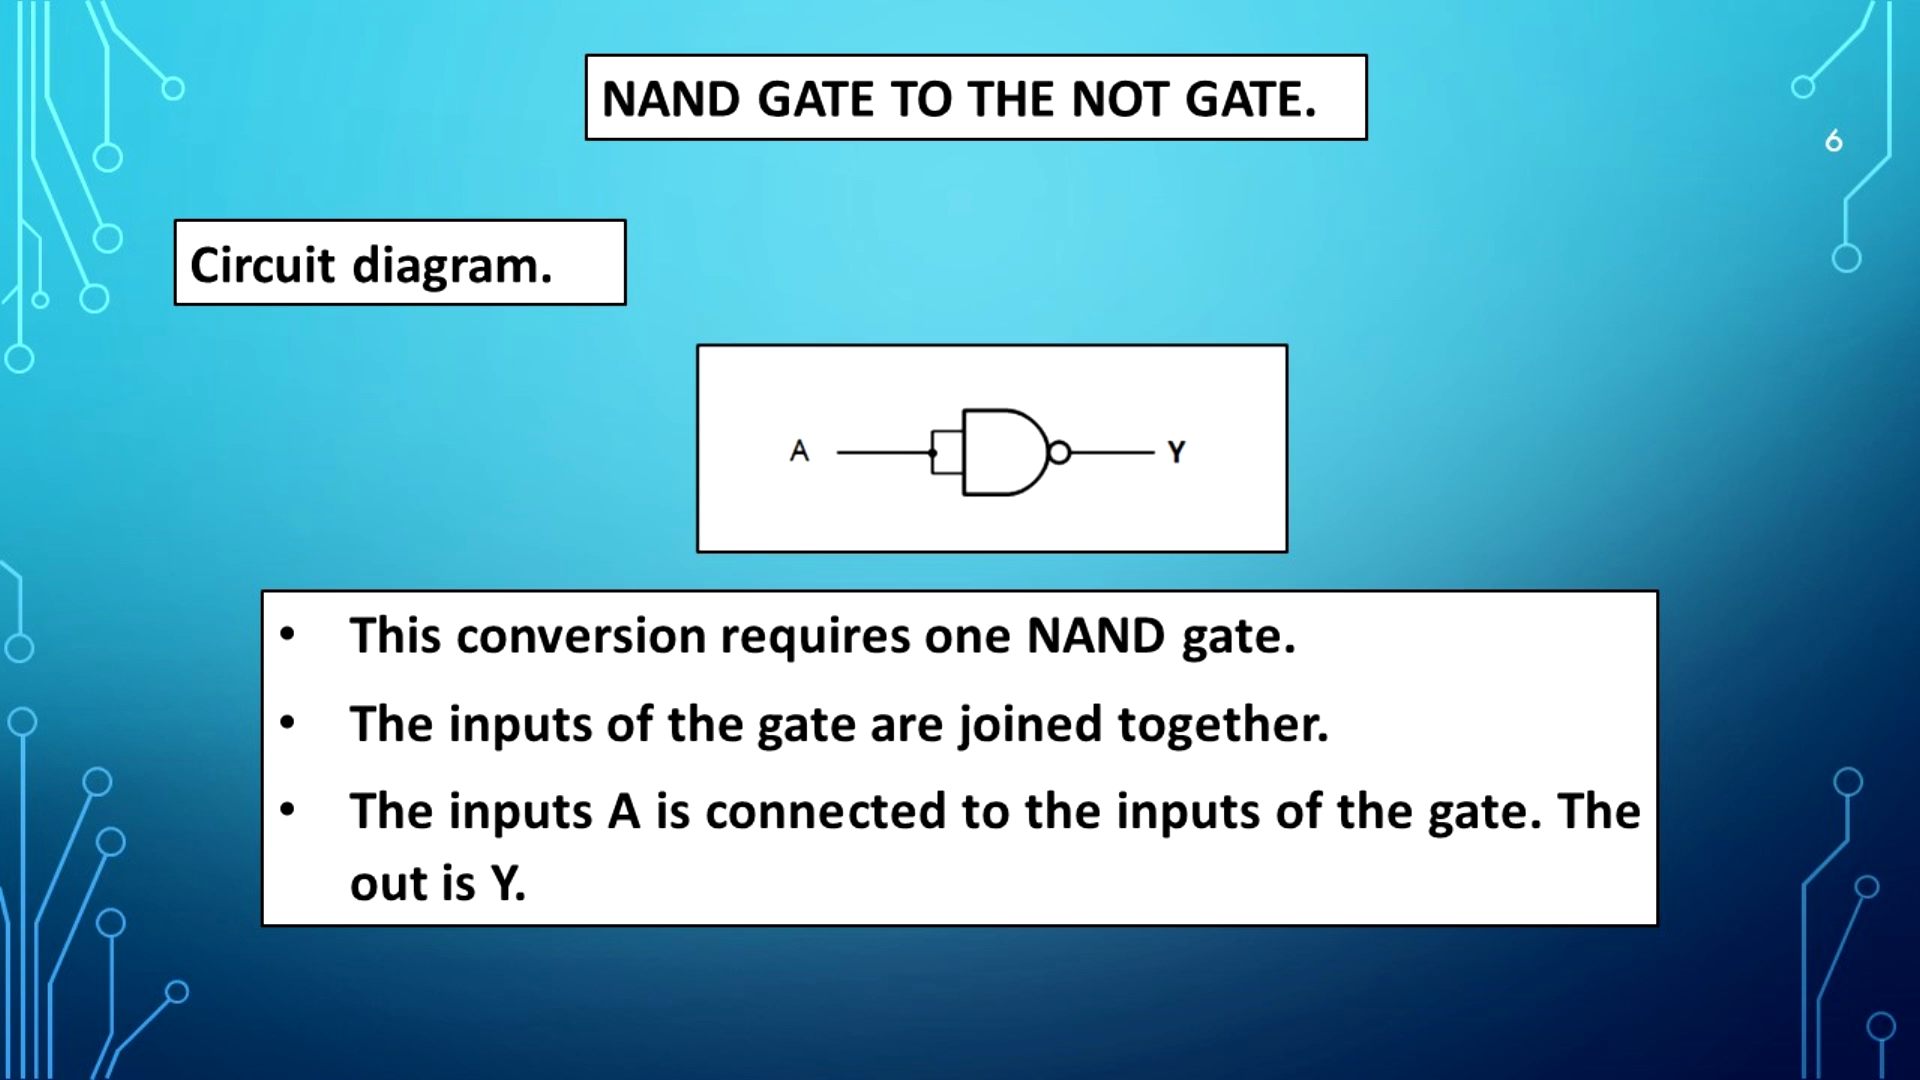 NAND GATE TO THE NOT GATE.
6
Circuit diagram.
A
Y
• This conversion requires one NAND gate.
• The inputs of the gate are joined together.
• The inputs A is connected to the inputs of the gate. The
out is Y.